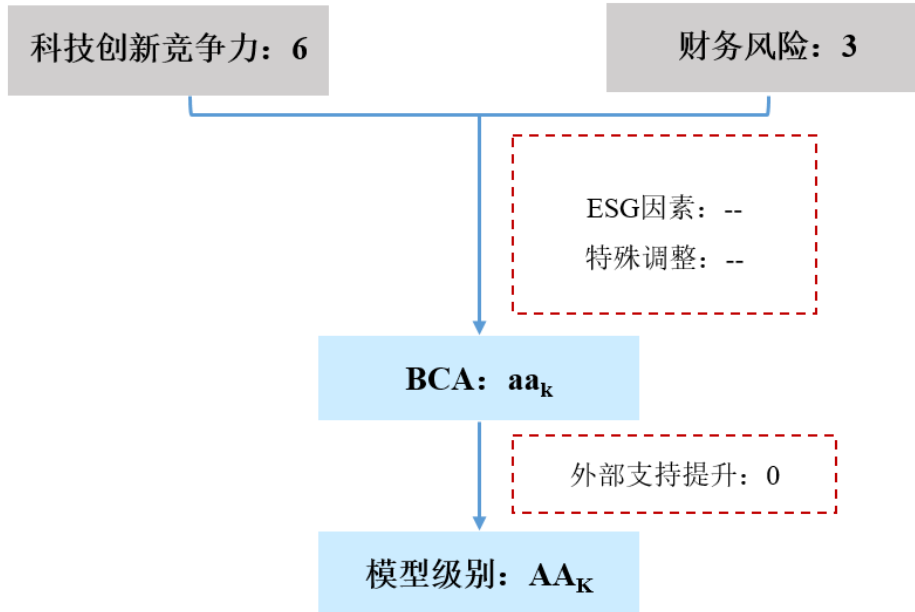 科技创新竞争力：6
财务风险：3
ESG因素：--
特殊调整：--
BCA：aaₖ
外部支持提升：0
模型级别：AA_K